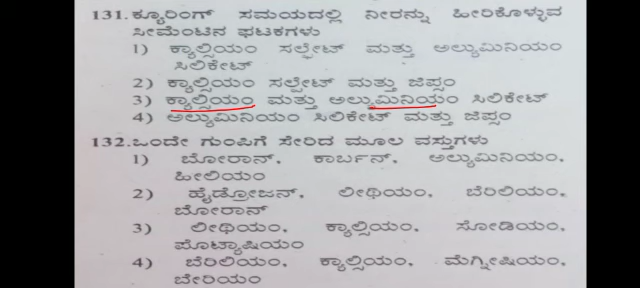 131. ಕ್ಯೂರಿಂಗ್ ಸಮಯದಲ್ಲಿ ನೀರನ್ನು ಹೀರಿಕೊಳ್ಳುವ
ಸೀಮೆಂಟಿನ ಘಟಕಗಳು
1) ಕ್ಯಾಲ್ಸಿಯಂ ಸಲ್ಫೇಟ್ ಮತ್ತು ಅಲ್ಯುಮಿನಿಯಂ
ಸಿಲಿಕೇಟ್
2) ಕ್ಯಾಲ್ಸಿಯಂ ಸಲ್ಫೇಟ್ ಮತ್ತು ಜಿಪ್ಸಂ
3) ಕ್ಯಾಲ್ಸಿಯಂ ಮತ್ತು ಅಲ್ಯುಮಿನಿಯಂ ಸಿಲಿಕೇಟ್
4) ಅಲ್ಯುಮಿನಿಯಂ ಸಿಲಿಕೇಟ್ ಮತ್ತು ಜಿಪ್ಸಂ
132. ಒಂದೇ ಗುಂಪಿಗೆ ಸೇರಿದ ಮೂಲ ವಸ್ತುಗಳು
1) ಬೋರಾನ್, ಕಾರ್ಬನ್, ಅಲ್ಯುಮಿನಿಯಂ,
ಹೀಲಿಯಂ
2) ಹೈಡ್ರೋಜನ್, ಲೀಥಿಯಂ, ಬೆರಿಲಿಯಂ,
ಬೋರಾನ್
3) ಲೀಥಿಯಂ, ಕ್ಯಾಲ್ಸಿಯಂ, ಸೋಡಿಯಂ,
ಪೊಟ್ಯಾಷಿಯಂ
4) ಬೆರಿಲಿಯಂ, ಕ್ಯಾಲ್ಸಿಯಂ, ಮೆಗ್ನೀಷಿಯಂ,
ಬೇರಿಯಂ